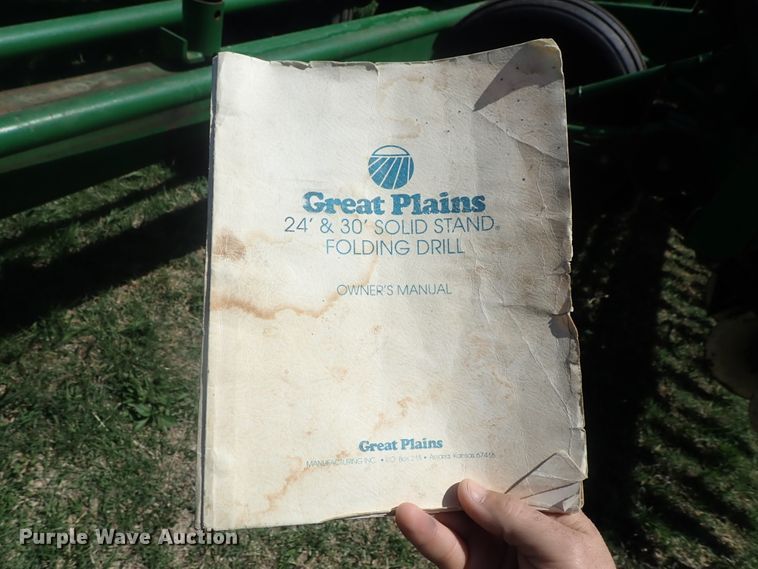 Great Plains
24' & 30' SOLID STAND®
FOLDING DRILL
OWNER'S MANUAL
Great Plains
MANUFACTURING INC. • P.O. Box 218 • Assaria, Kansas 67416
Purple Wave Auction